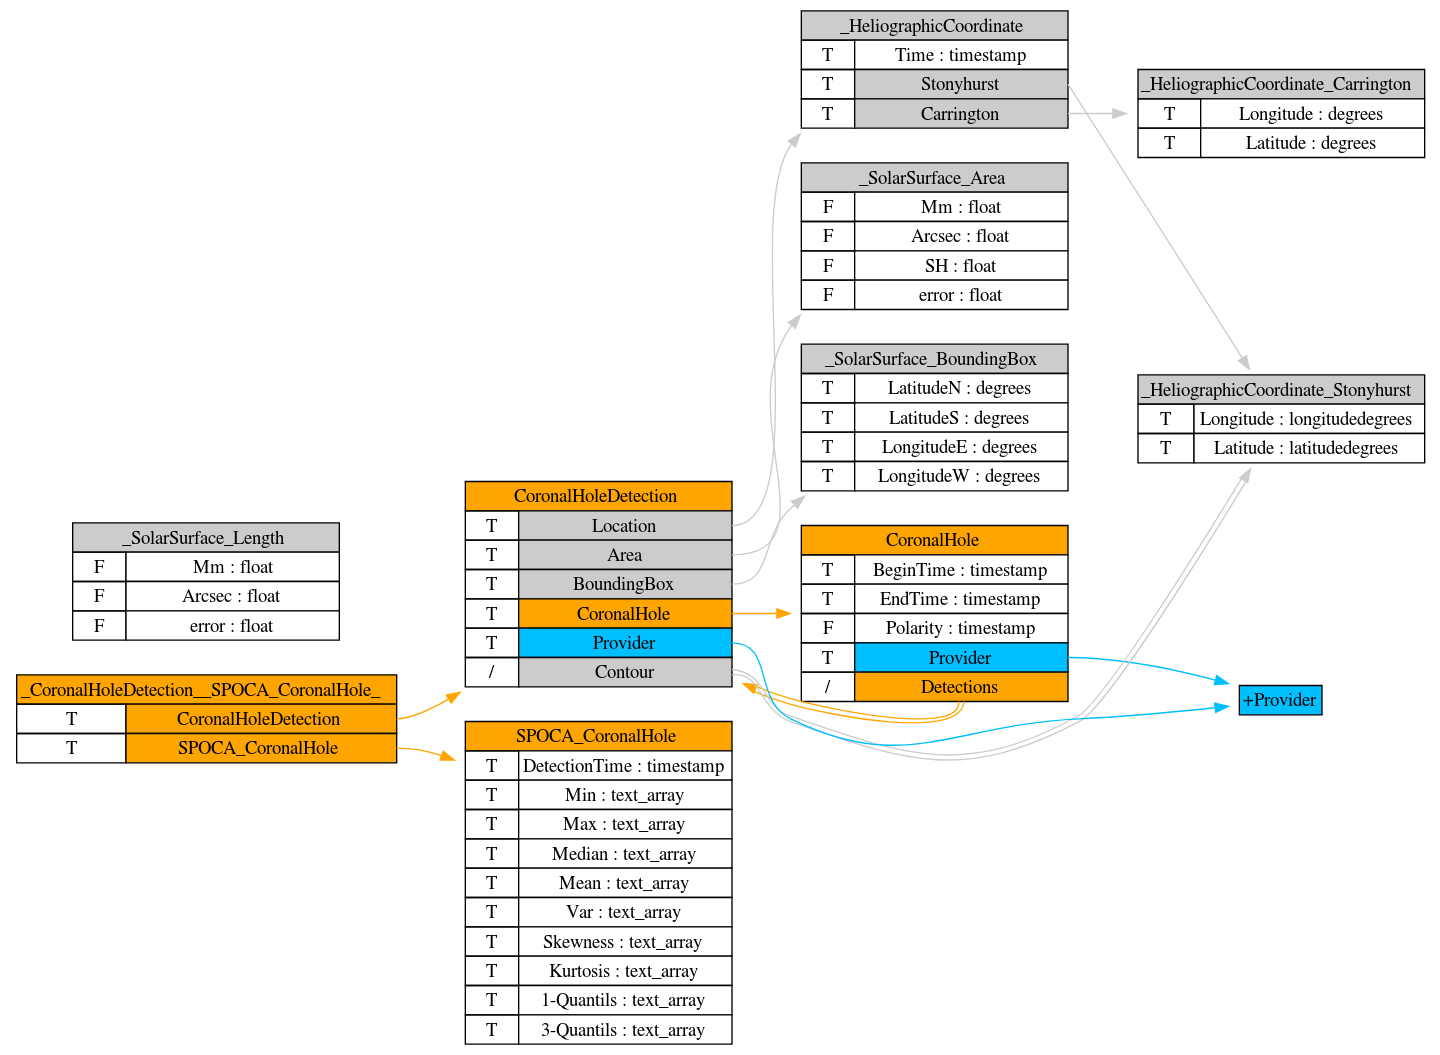 _HeliographicCoordinate
T Time : timestamp
T Stonyhurst
T Carrington
_HeliographicCoordinate_Carrington
T Longitude : degrees
T Latitude : degrees
_SolarSurface_Area
F Mm : float
F Arcsec : float
F SH : float
F error : float
_SolarSurface_BoundingBox
T LatitudeN : degrees
T LatitudeS : degrees
T LongitudeE : degrees
T LongitudeW : degrees
_HeliographicCoordinate_Stonyhurst
T Longitude : longitudedegrees
T Latitude : latitudedegrees
CoronalHoleDetection
T Location
T Area
T BoundingBox
T CoronalHole
T Provider
/ Contour
_SolarSurface_Length
F Mm : float
F Arcsec : float
F error : float
CoronalHole
T BeginTime : timestamp
T EndTime : timestamp
F Polarity : timestamp
T Provider
/ Detections
+Provider
_CoronalHoleDetection__SPOCA_CoronalHole_
T CoronalHoleDetection
T SPOCA_CoronalHole
SPOCA_CoronalHole
T DetectionTime : timestamp
T Min : text_array
T Max : text_array
T Median : text_array
T Mean : text_array
T Var : text_array
T Skewness : text_array
T Kurtosis : text_array
T 1-Quantils : text_array
T 3-Quantils : text_array